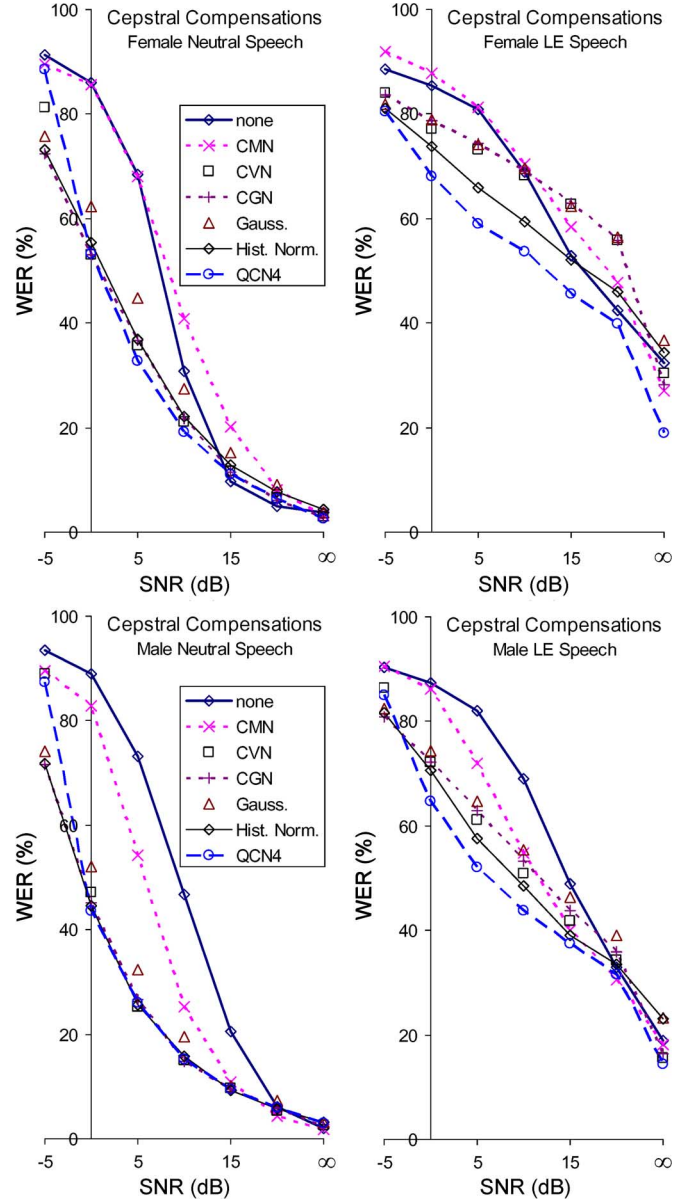 Cepstral Compensations
Female Neutral Speech
WER (%)
100
80
60
40
20
0
-5
5
15
∞
SNR (dB)
none
CMN
CVN
CGN
Gauss.
Hist. Norm.
QCN4
Cepstral Compensations
Female LE Speech
WER (%)
100
80
60
40
20
0
-5
5
15
∞
SNR (dB)
Cepstral Compensations
Male Neutral Speech
WER (%)
100
80
60
40
20
0
-5
5
15
∞
SNR (dB)
none
CMN
CVN
CGN
Gauss.
Hist. Norm.
QCN4
Cepstral Compensations
Male LE Speech
WER (%)
100
80
60
40
20
0
-5
5
15
∞
SNR (dB)